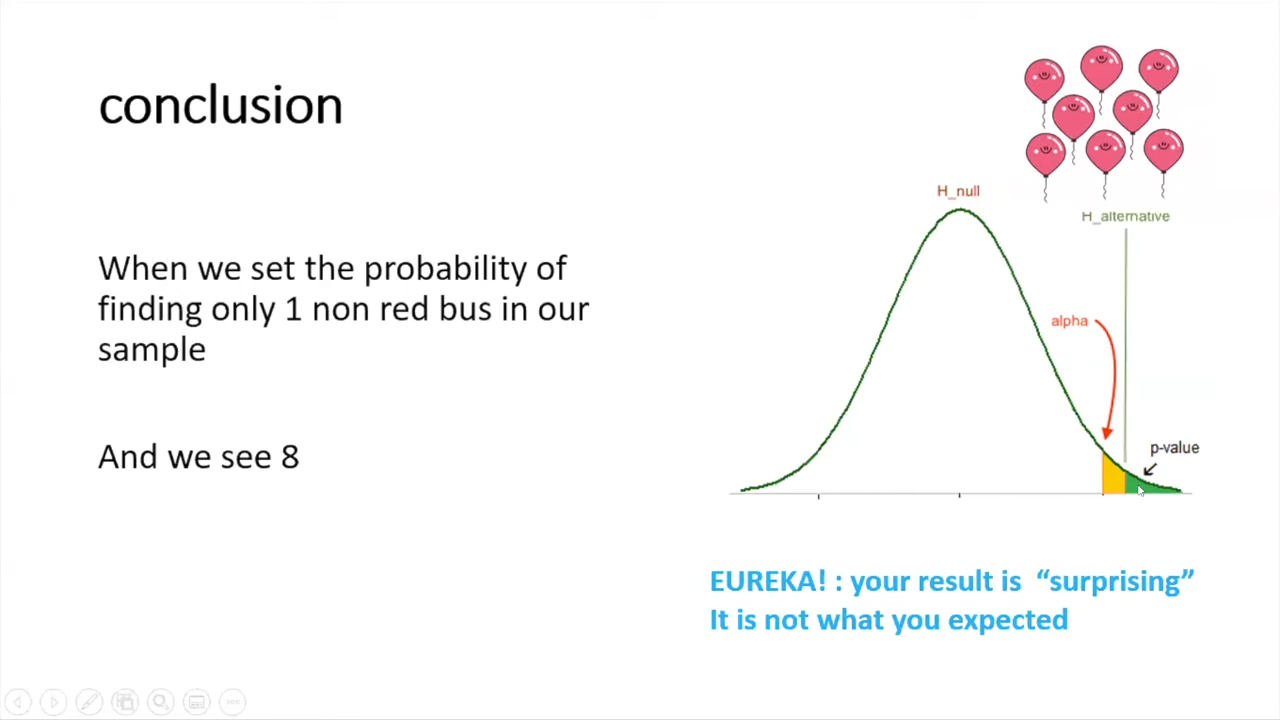 conclusion
When we set the probability of
finding only 1 non red bus in our
sample
And we see 8
H_null
H_alternative
alpha
p-value
EUREKA! : your result is “surprising”
It is not what you expected